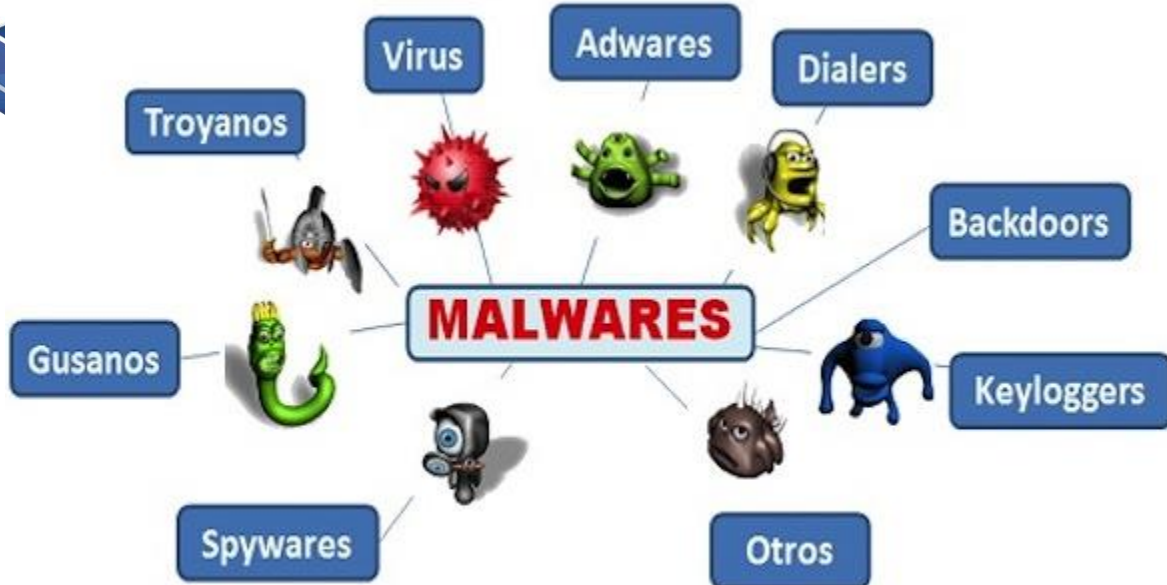 Virus
Adwares
Dialers
Troyanos
Backdoors
MALWARES
Gusanos
Keyloggers
Spywares
Otros